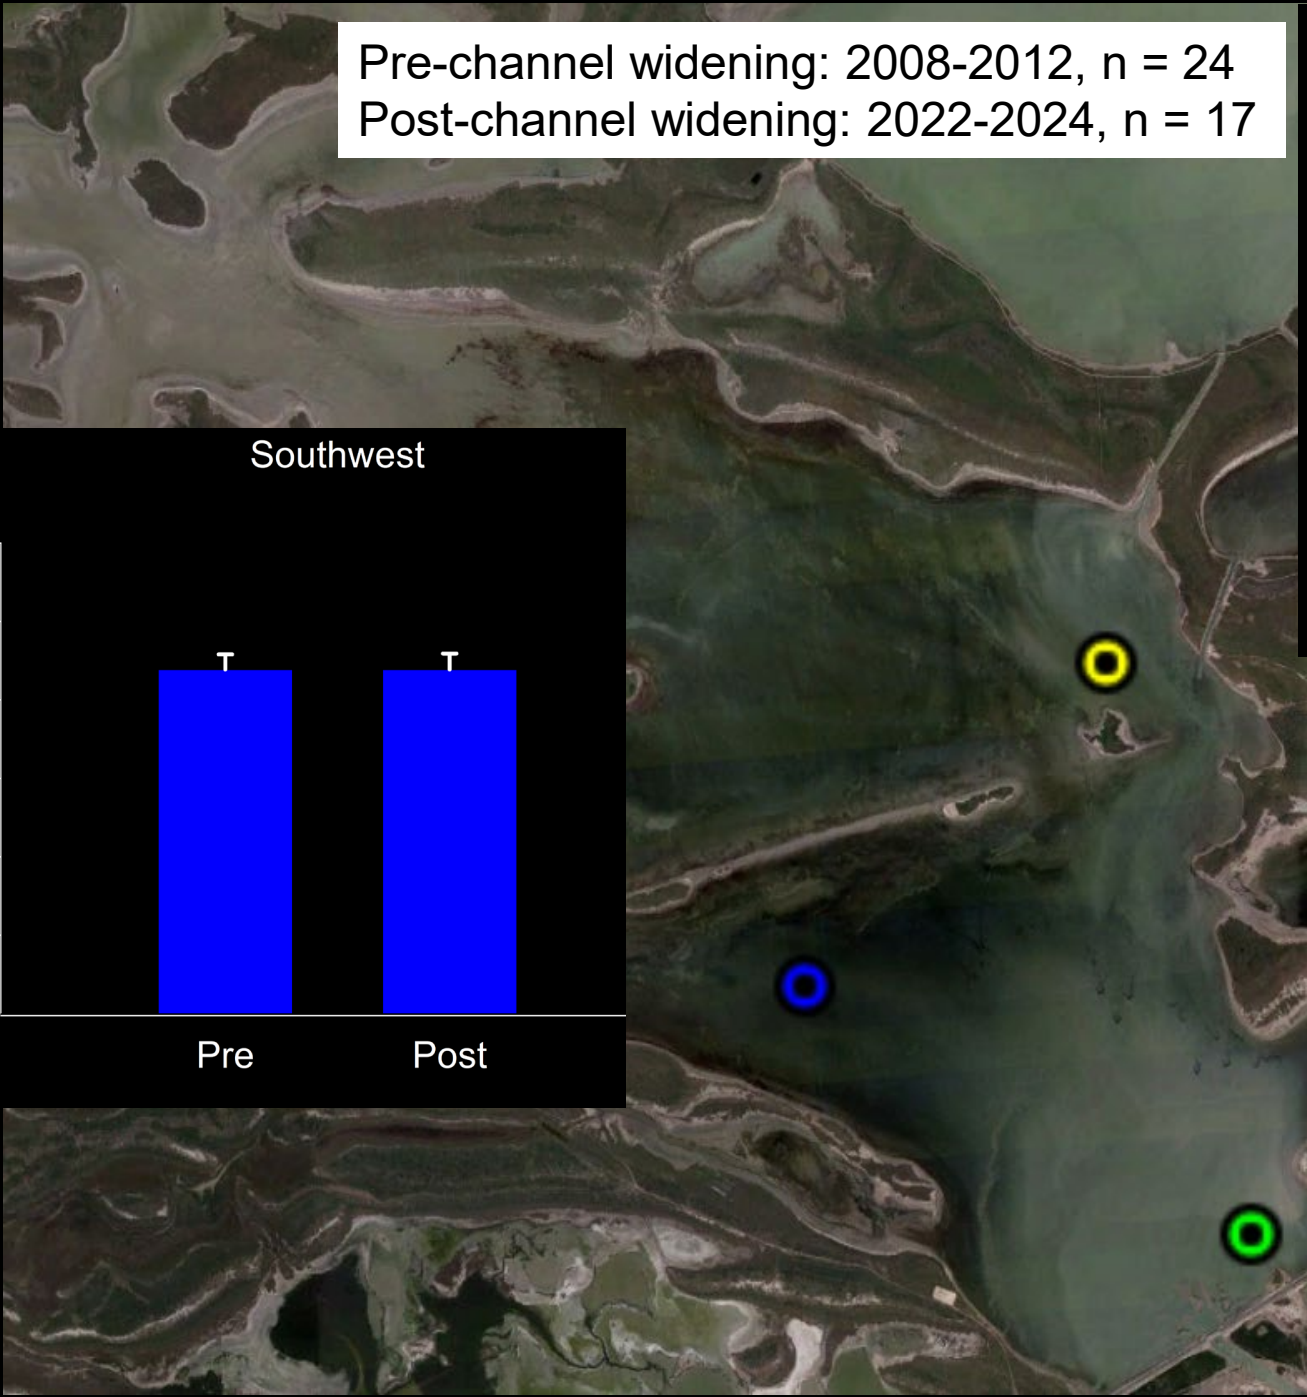 Pre-channel widening: 2008-2012, n = 24
Post-channel widening: 2022-2024, n = 17
Southwest
Pre Post